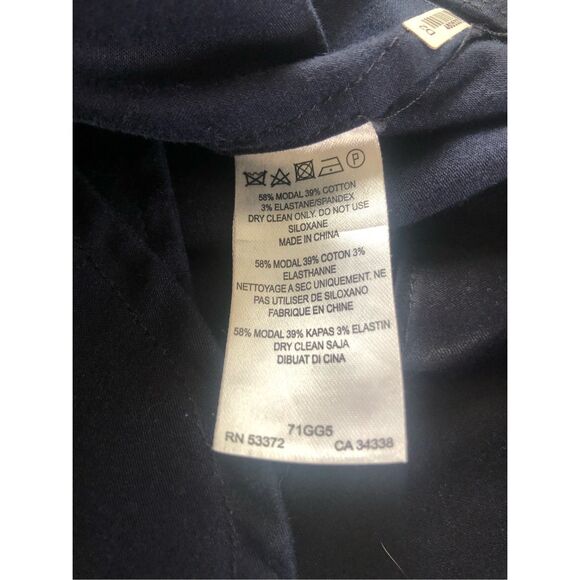 P
58% MODAL 39% COTTON
3% ELASTANE/SPANDEX
DRY CLEAN ONLY. DO NOT USE
SILOXANE
MADE IN CHINA
58% MODAL 39% COTON 3%
ELASTHANNE
NETTOYAGE A SEC UNIQUEMENT. NE
PAS UTILISER DE SILOXANO
FABRIQUE EN CHINE
58% MODAL 39% KAPAS 3% ELASTIN
DRY CLEAN SAJA
DIBUAT DI CINA
71GG5
RN 53372 CA 34338